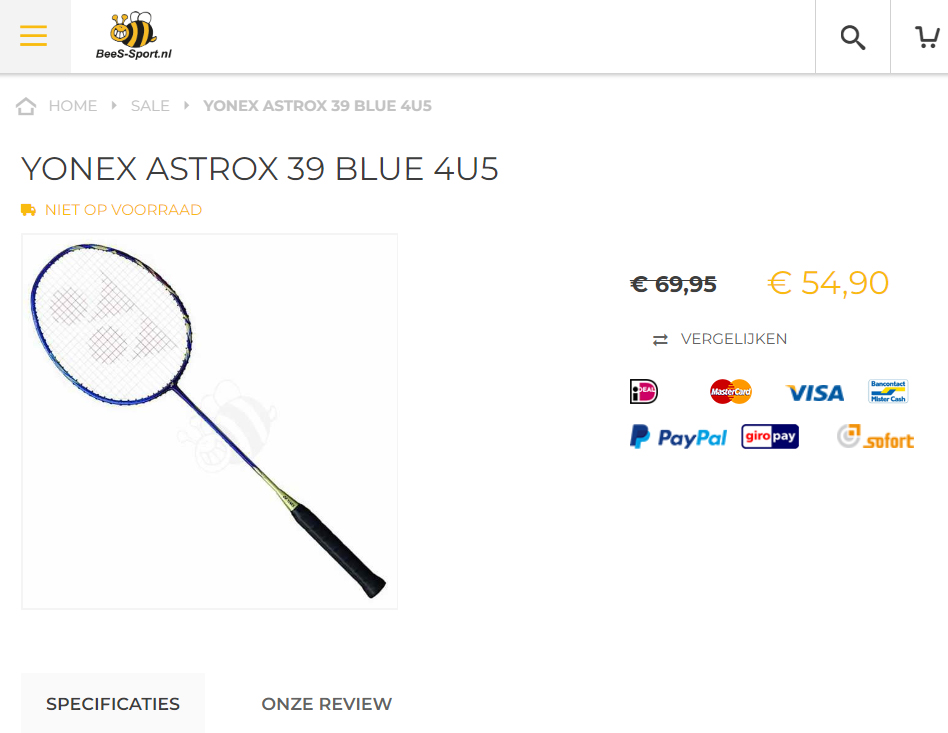 BeeS-Sport.nl
HOME SALE YONEX ASTROX 39 BLUE 4U5
YONEX ASTROX 39 BLUE 4U5
NIET OP VOORRAAD
€ 69,95 € 54,90
VERGELIJKEN
iDEAL MasterCard VISA Bancontact
Mister Cash
PayPal giropay sofort
SPECIFICATIES ONZE REVIEW